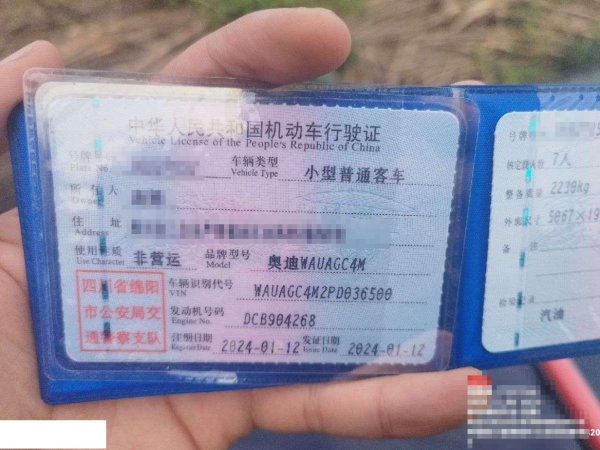 中华人民共和国机动车行驶证
Vehicle License of the People's Republic of China
号牌号码
Plate No.
车辆类型 小型普通客车
Vehicle Type
所有人
Owner
住 址
Address
使用性质 非营运 品牌型号 奥迪WAUAGC4M
Use Character Model
四川省绵阳
市公安局交
通警察支队
车辆识别代号 WAUAGC4M2PD036500
VIN
发动机号码 DCB904268
Engine No.
注册日期 2024-01-12 发证日期 2024-01-12
Register Date Issue Date
号牌号码
核定载人数 7人
整备质量 2230kg
外廓尺寸 5067×19
备 注
检验记录
汽油
20